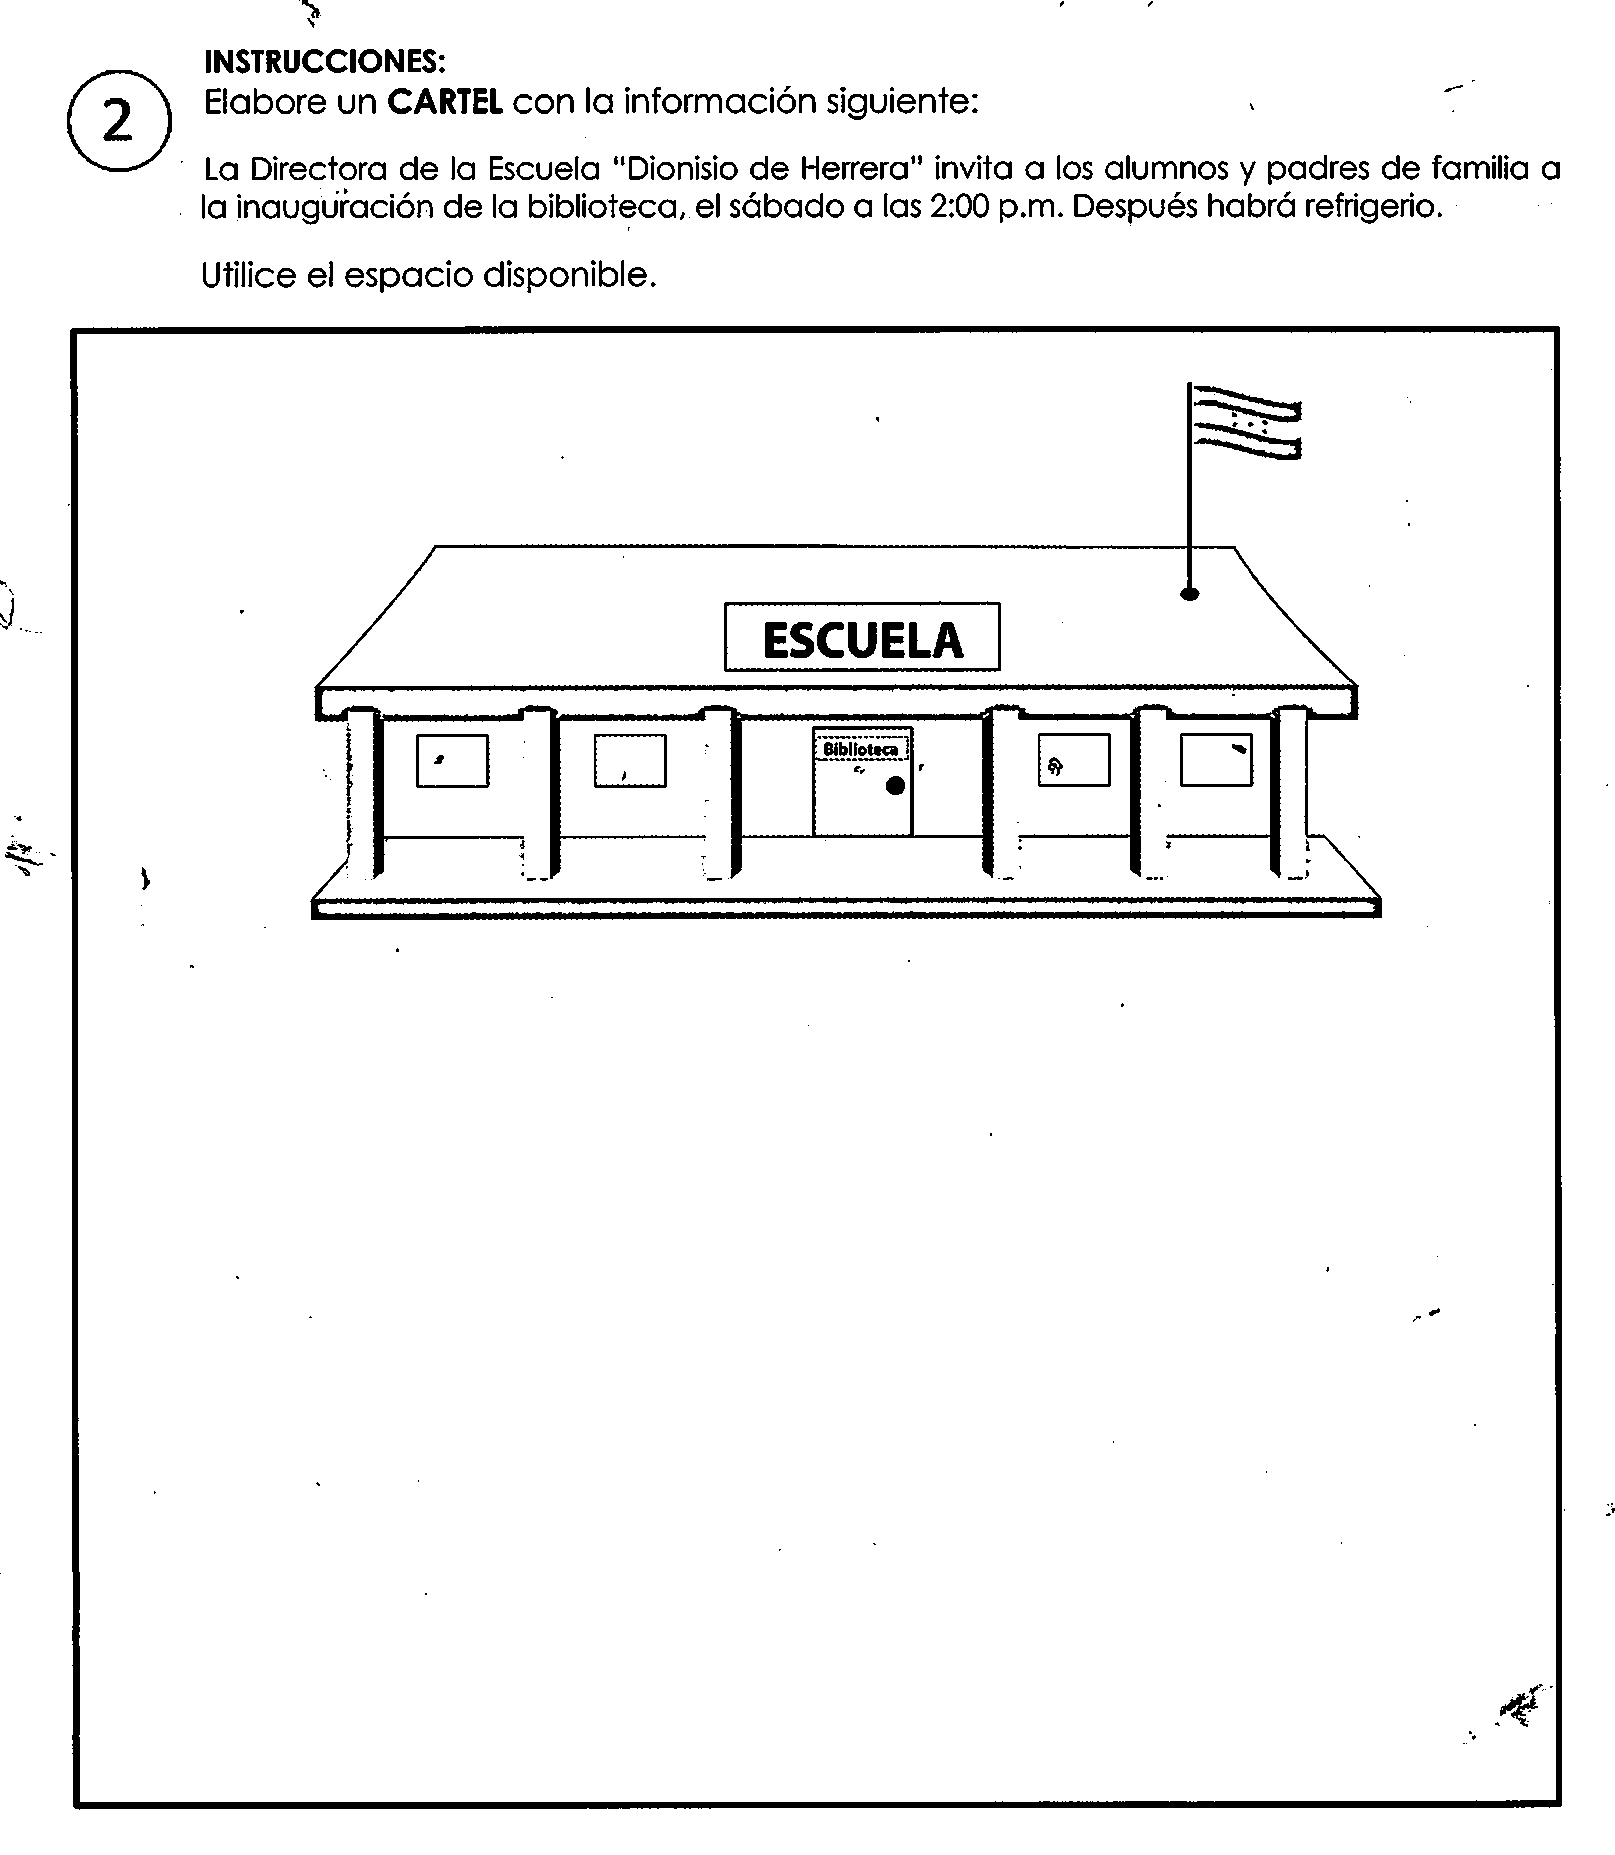 INSTRUCCIONES:
2
Elabore un CARTEL con la información siguiente:
La Directora de la Escuela "Dionisio de Herrera" invita a los alumnos y padres de familia a
la inauguración de la biblioteca, el sábado a las 2:00 p.m. Después habrá refrigerio.
Utilice el espacio disponible.
ESCUELA
Biblioteca